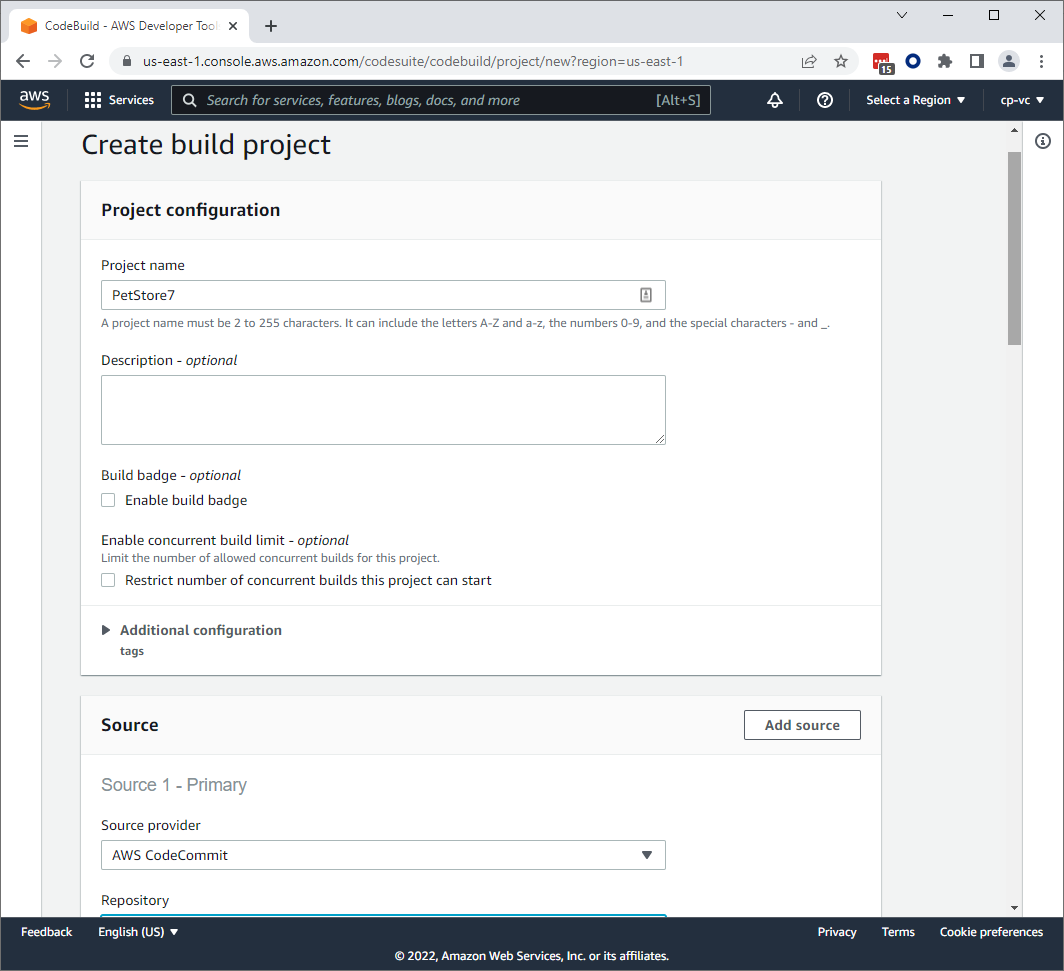 CodeBuild - AWS Developer Tool
us-east-1.console.aws.amazon.com/codesuite/codebuild/project/new?region=us-east-1
15
aws
Services
Search for services, features, blogs, docs, and more
[Alt+S]
Select a Region
cp-vc
Create build project
Project configuration
Project name
PetStore7
A project name must be 2 to 255 characters. It can include the letters A-Z and a-z, the numbers 0-9, and the special characters - and _.
Description - optional
Build badge - optional
Enable build badge
Enable concurrent build limit - optional
Limit the number of allowed concurrent builds for this project.
Restrict number of concurrent builds this project can start
Additional configuration
tags
Source
Add source
Source 1 - Primary
Source provider
AWS CodeCommit
Repository
Feedback
English (US)
Privacy
Terms
Cookie preferences
© 2022, Amazon Web Services, Inc. or its affiliates.